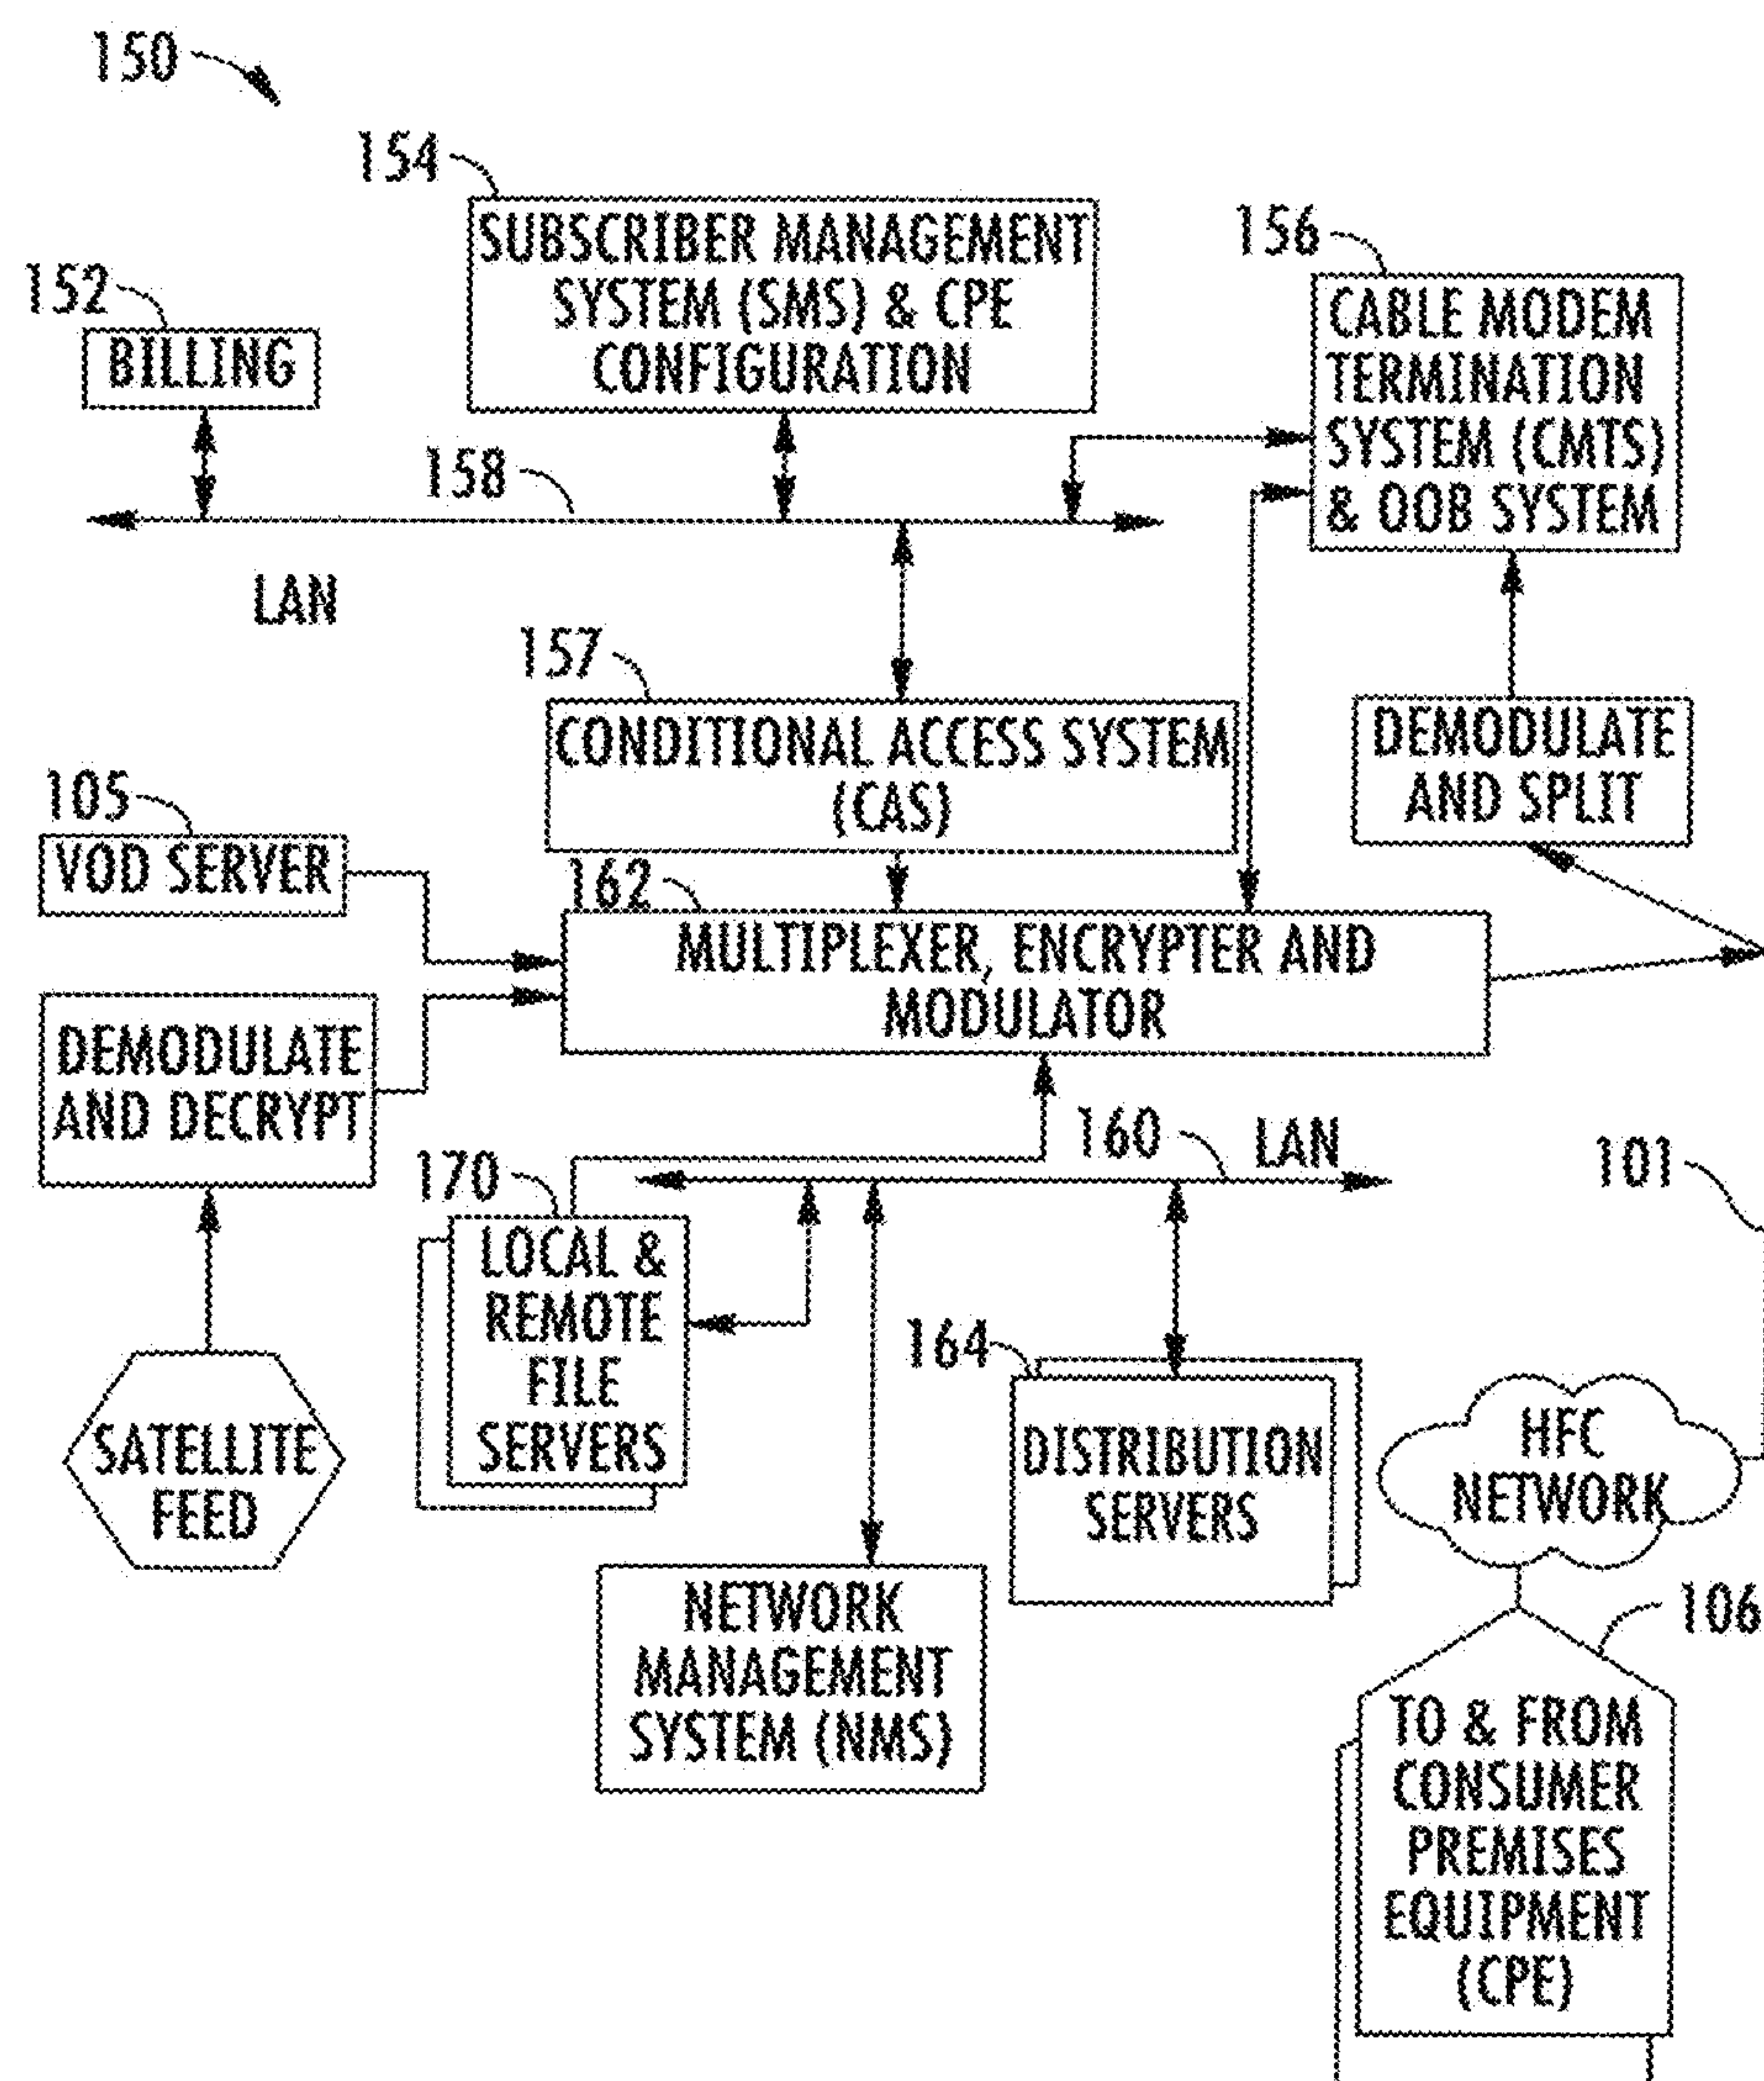 150
154
SUBSCRIBER MANAGEMENT
SYSTEM (SMS) & CPE
CONFIGURATION
156
CABLE MODEM
TERMINATION
SYSTEM (CMTS)
& OOB SYSTEM
152
BILLING
158
LAN
157
CONDITIONAL ACCESS SYSTEM
(CAS)
DEMODULATE
AND SPLIT
105
VOD SERVER
162
MULTIPLEXER, ENCRYPTER AND
MODULATOR
DEMODULATE
AND DECRYPT
160
LAN
101
170
LOCAL &
REMOTE
FILE
SERVERS
164
DISTRIBUTION
SERVERS
HFC
NETWORK
SATELLITE
FEED
NETWORK
MANAGEMENT
SYSTEM (NMS)
106
TO & FROM
CONSUMER
PREMISES
EQUIPMENT
(CPE)